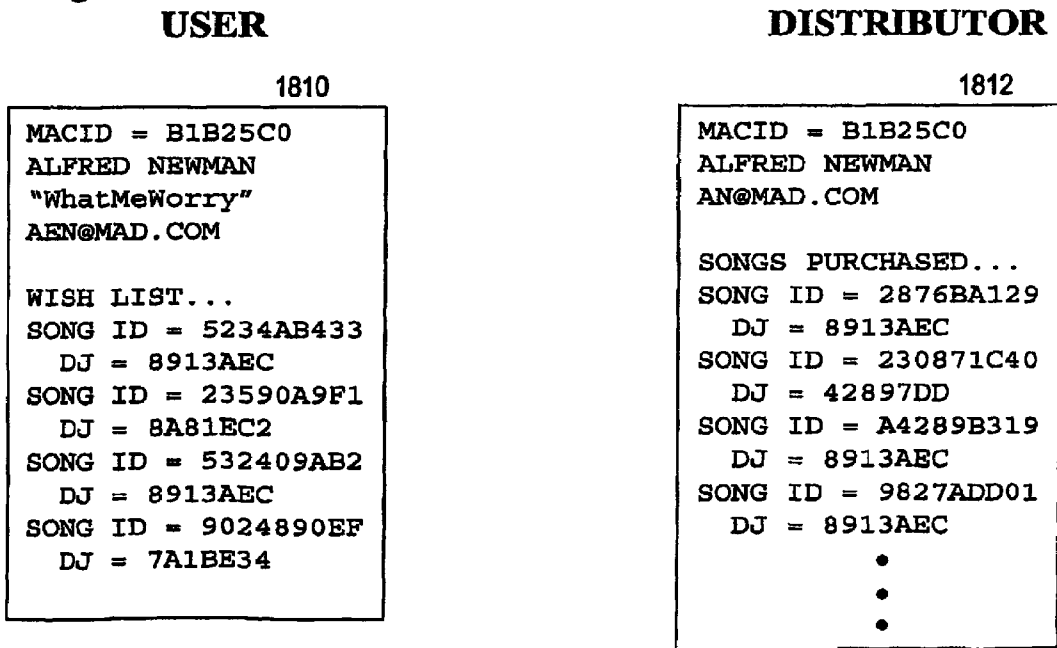 USER
1810
MACID = B1B25C0
ALFRED NEWMAN
"WhatMeWorry"
AEN@MAD.COM
WISH LIST...
SONG ID = 5234AB433
DJ = 8913AEC
SONG ID = 23590A9F1
DJ = 8A81EC2
SONG ID = 532409AB2
DJ = 8913AEC
SONG ID = 9024890EF
DJ = 7A1BE34
DISTRIBUTOR
1812
MACID = B1B25C0
ALFRED NEWMAN
AN@MAD.COM
SONGS PURCHASED...
SONG ID = 2876BA129
DJ = 8913AEC
SONG ID = 230871C40
DJ = 42897DD
SONG ID = A4289B319
DJ = 8913AEC
SONG ID = 9827ADD01
DJ = 8913AEC